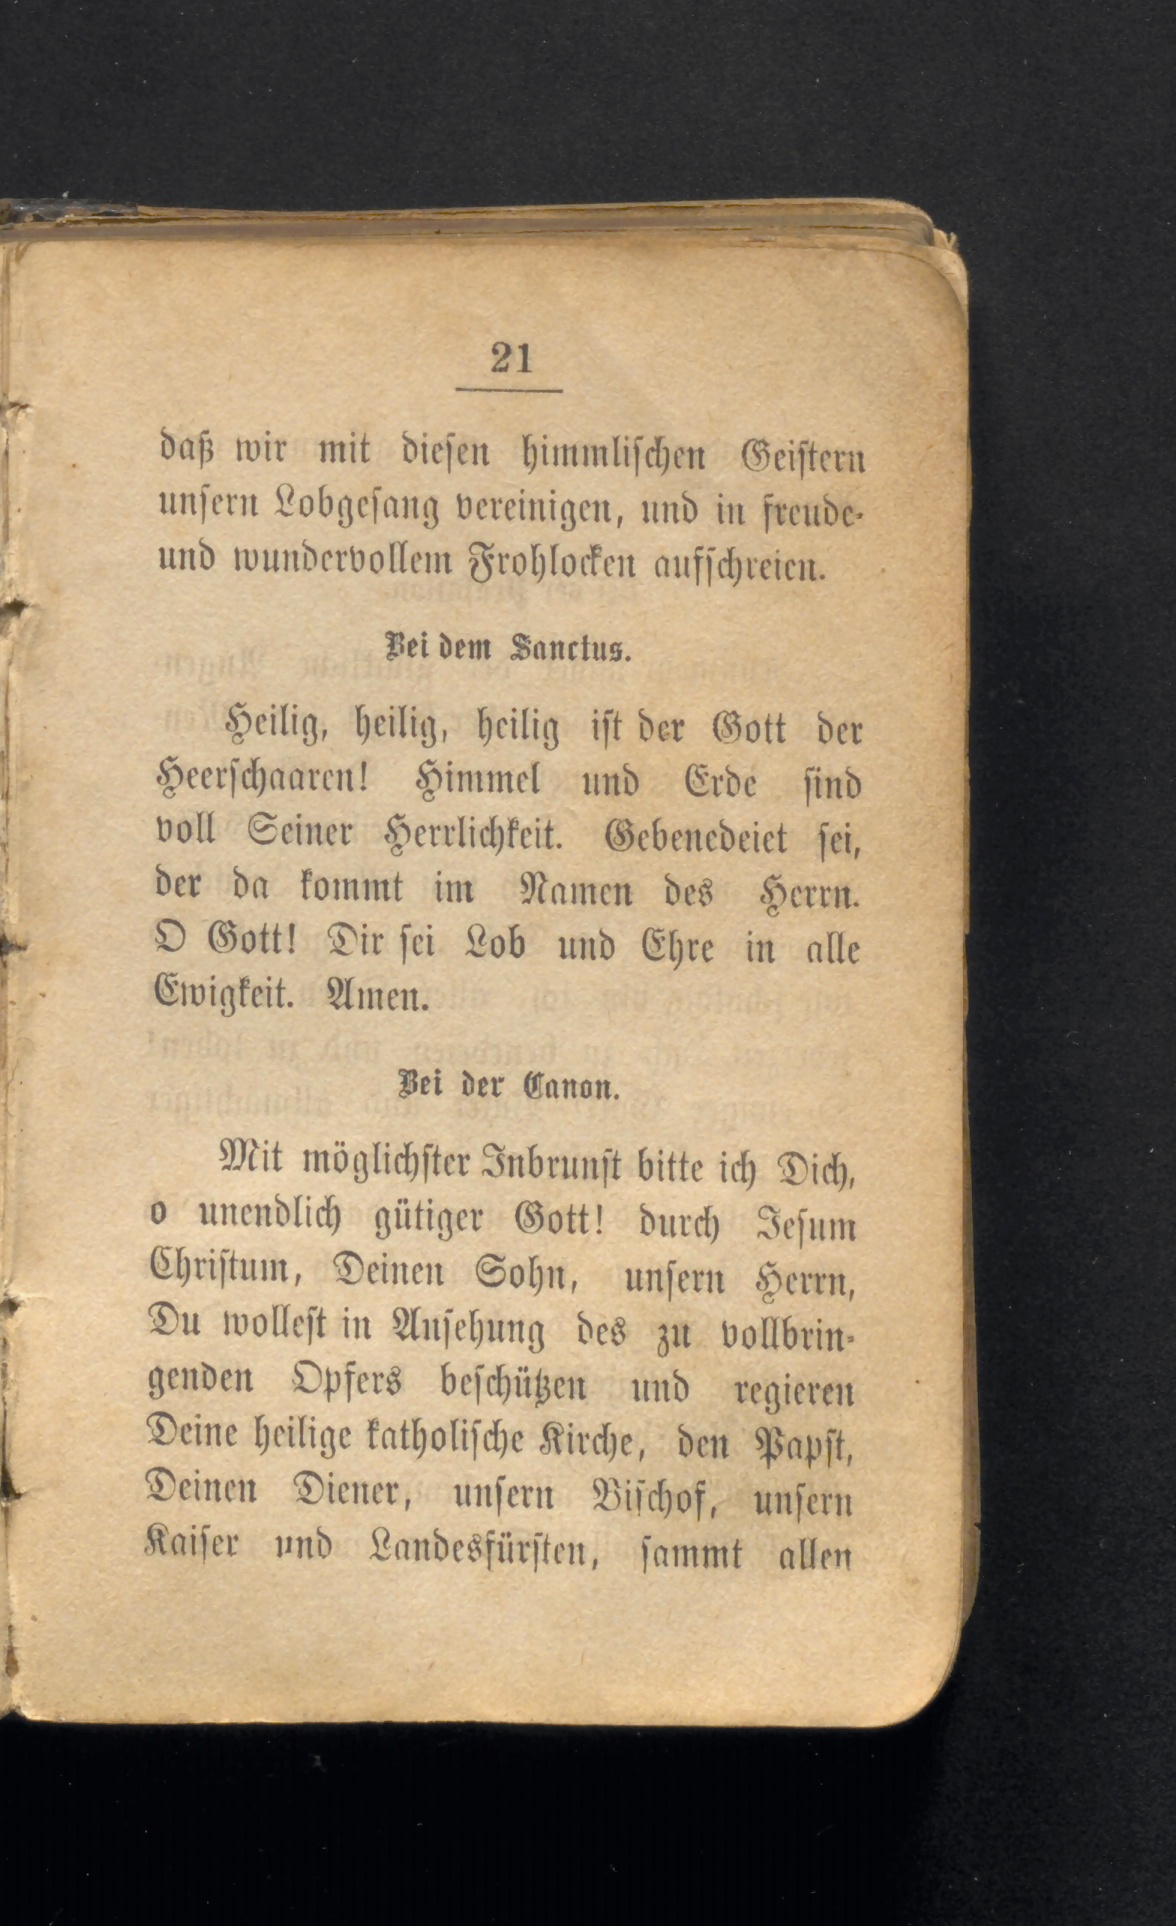 21
daß wir mit diesen himmlischen Geistern
unsern Lobgesang vereinigen, und in freude-
und wundervollem Frohlocken aufschreien.
Bei dem Sanctus.
Heilig, heilig, heilig ist der Gott der
Heerschaaren! Himmel und Erde sind
voll Seiner Herrlichkeit. Gebenedeiet sei,
der da kommt im Namen des Herrn.
O Gott! Dir sei Lob und Ehre in alle
Ewigkeit. Amen.
Bei der Canon.
Mit möglichster Inbrunst bitte ich Dich,
o unendlich gütiger Gott! durch Jesum
Christum, Deinen Sohn, unsern Herrn,
Du wollest in Ansehung des zu vollbrin-
genden Opfers beschützen und regieren
Deine heilige katholische Kirche, den Papst,
Deinen Diener, unsern Bischof, unsern
Kaiser und Landesfürsten, sammt allen